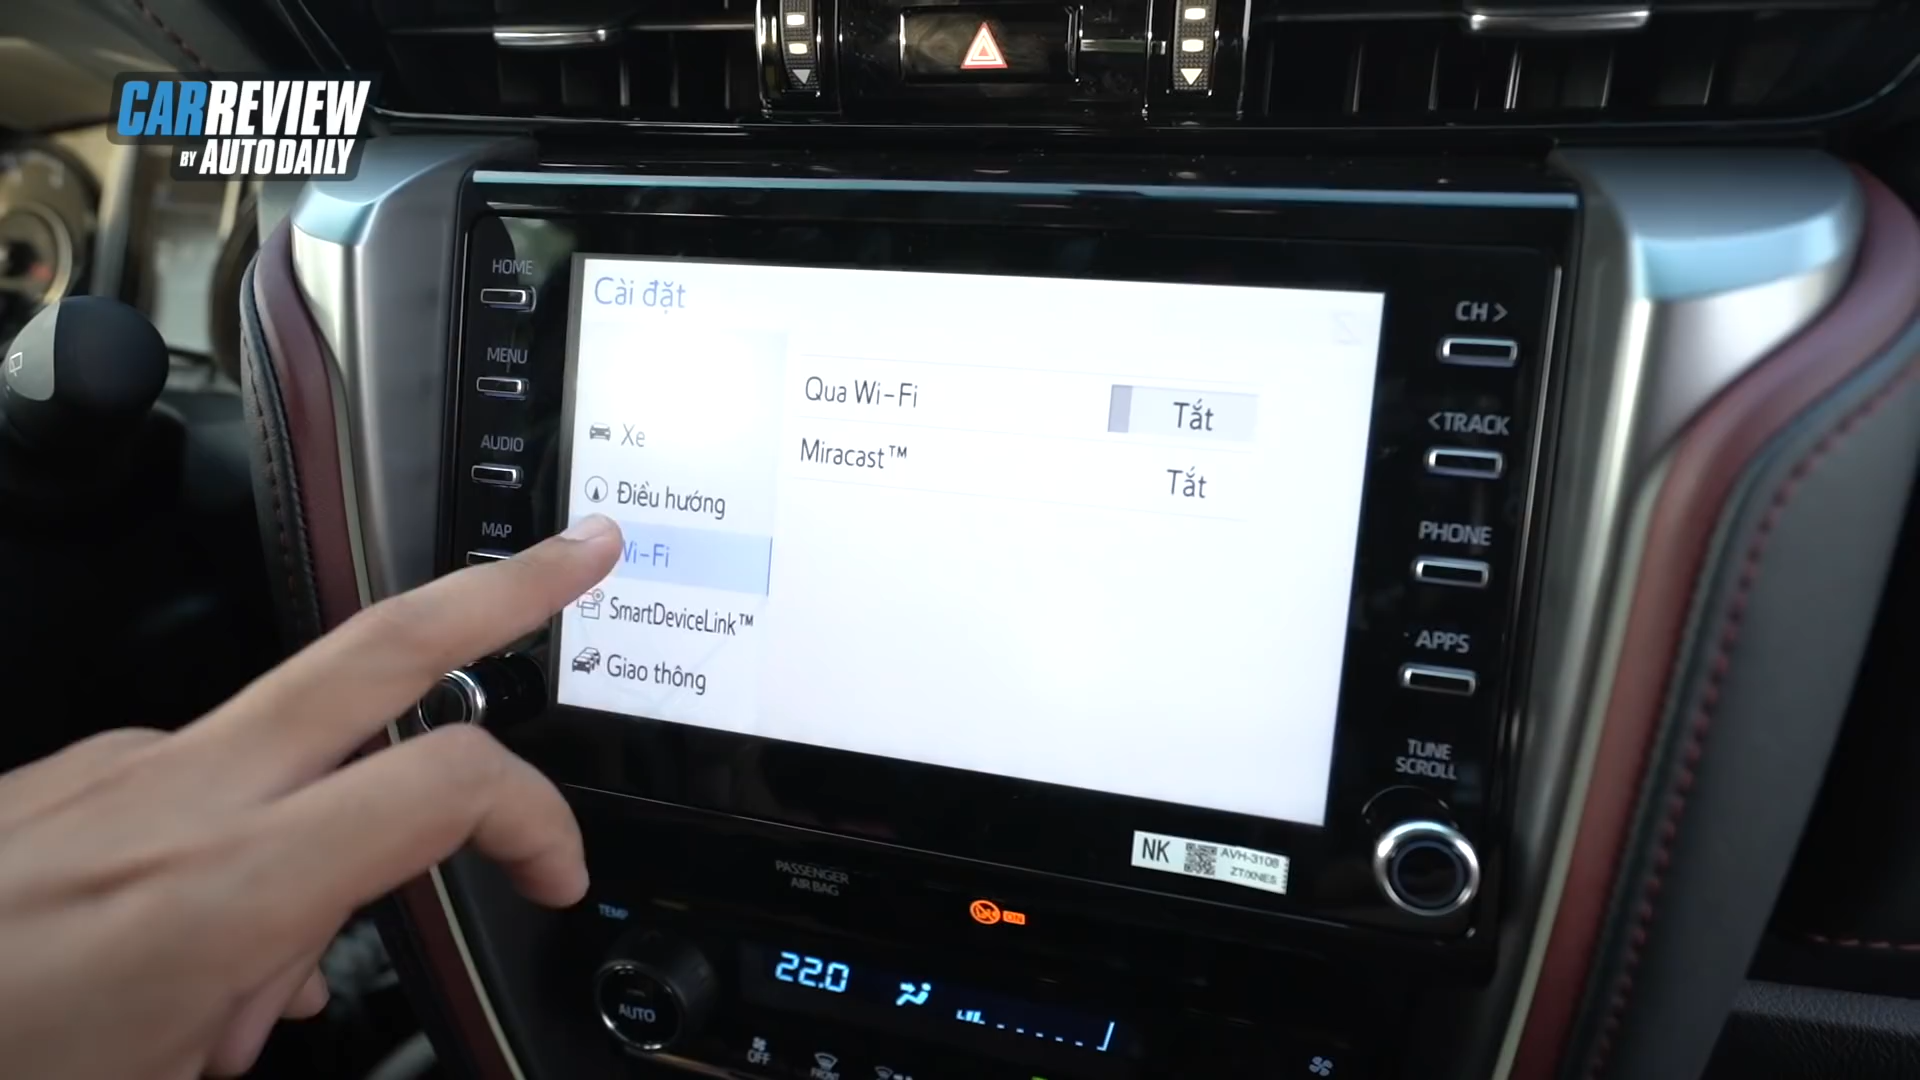 CARREVIEW
BY AUTODAILY
HOME
MENU
AUDIO
MAP
Cài đặt
Xe
Điều hướng
Wi-Fi
SmartDeviceLink™
Giao thông
Qua Wi-Fi
Tắt
Miracast™
Tắt
CH >
< TRACK
PHONE
APPS
TUNE
SCROLL
NK
AVH-3108
PASSENGER
AIR BAG
ON
TEMP
22.0
AUTO
OFF
FRONT